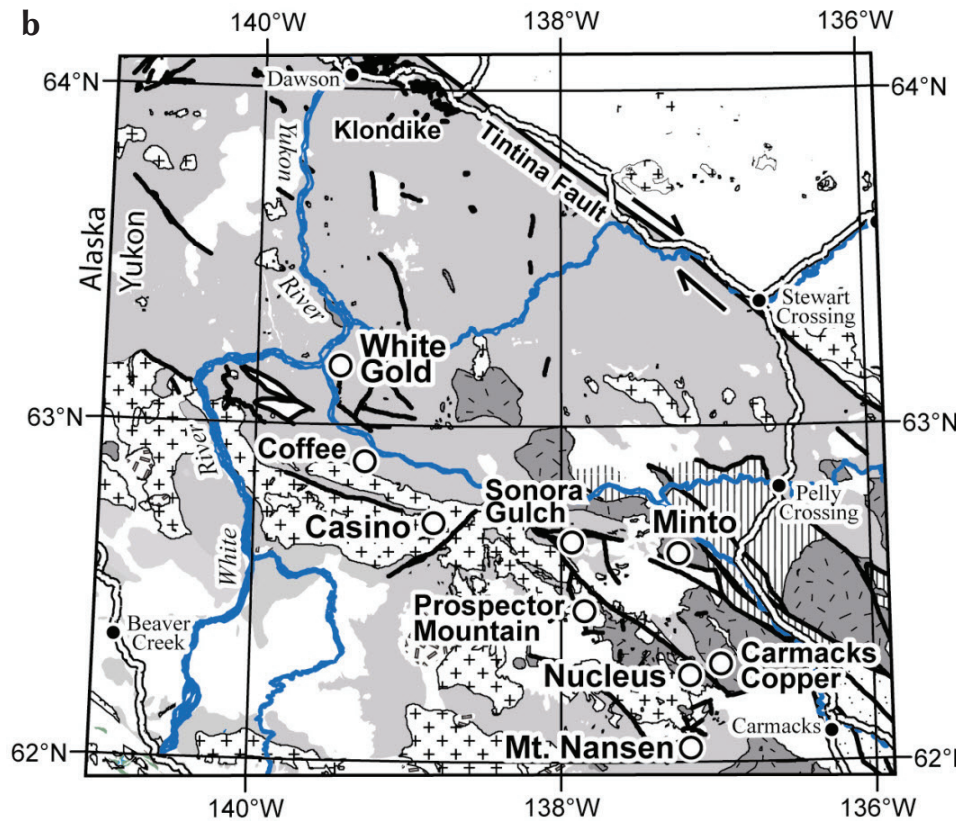 b
140°W
138°W
136°W
64°N
64°N
Dawson
Klondike
Yukon
Tintina Fault
Alaska
Yukon
River
Stewart
Crossing
White
Gold
63°N
63°N
River
Coffee
Sonora
Gulch
Pelly
Crossing
Casino
Minto
White
Prospector
Mountain
Beaver
Creek
Carmacks
Copper
Nucleus
Carmacks
Mt. Nansen
62°N
62°N
140°W
138°W
136°W